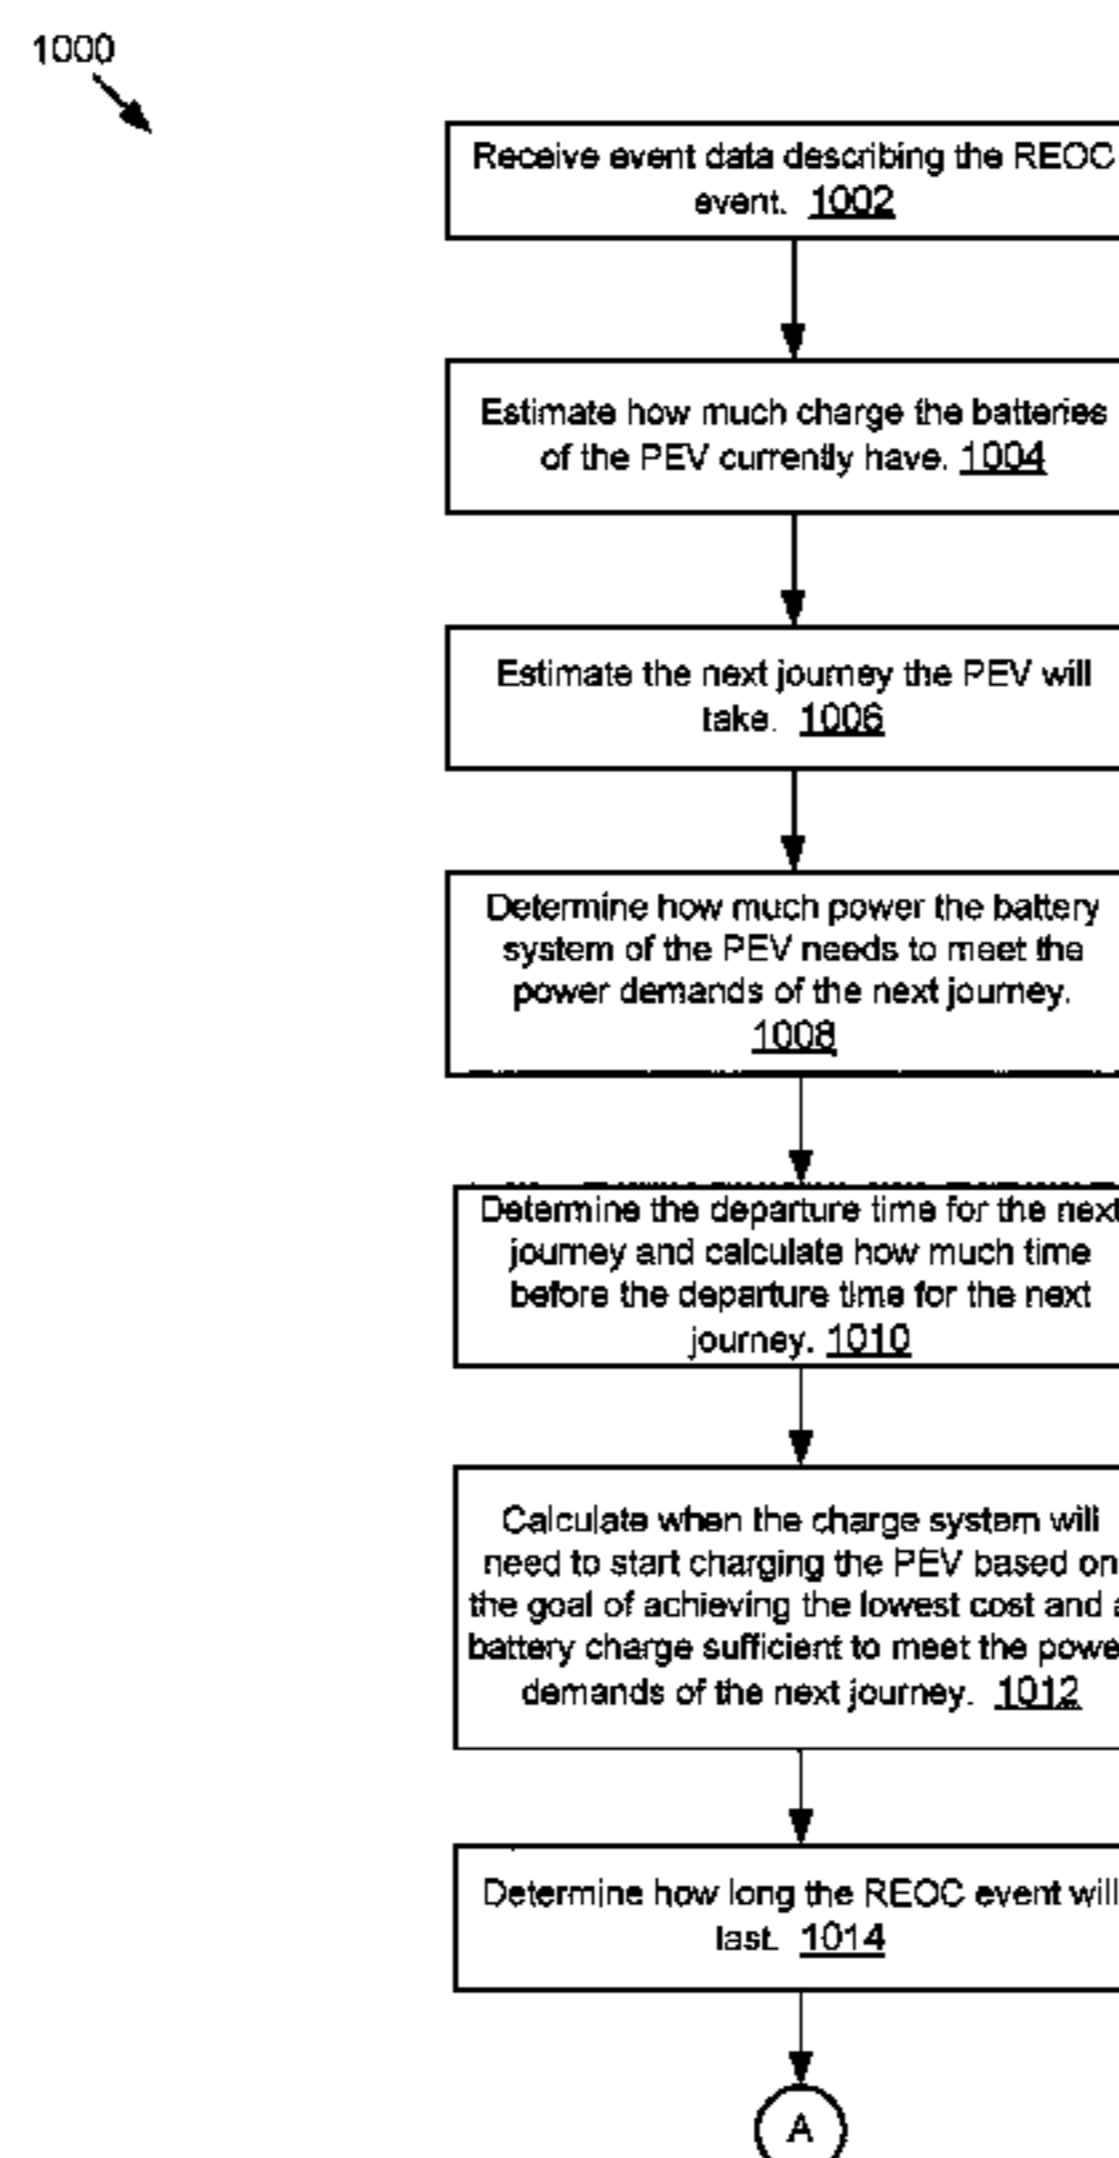 1000
Receive event data describing the REOC
event. 1002
Estimate how much charge the batteries
of the PEV currently have. 1004
Estimate the next journey the PEV will
take. 1006
Determine how much power the battery
system of the PEV needs to meet the
power demands of the next journey.
1008
Determine the departure time for the next
journey and calculate how much time
before the departure time for the next
journey. 1010
Calculate when the charge system will
need to start charging the PEV based on
the goal of achieving the lowest cost and a
battery charge sufficient to meet the powe
demands of the next journey. 1012
Determine how long the REOC event will
last. 1014
A